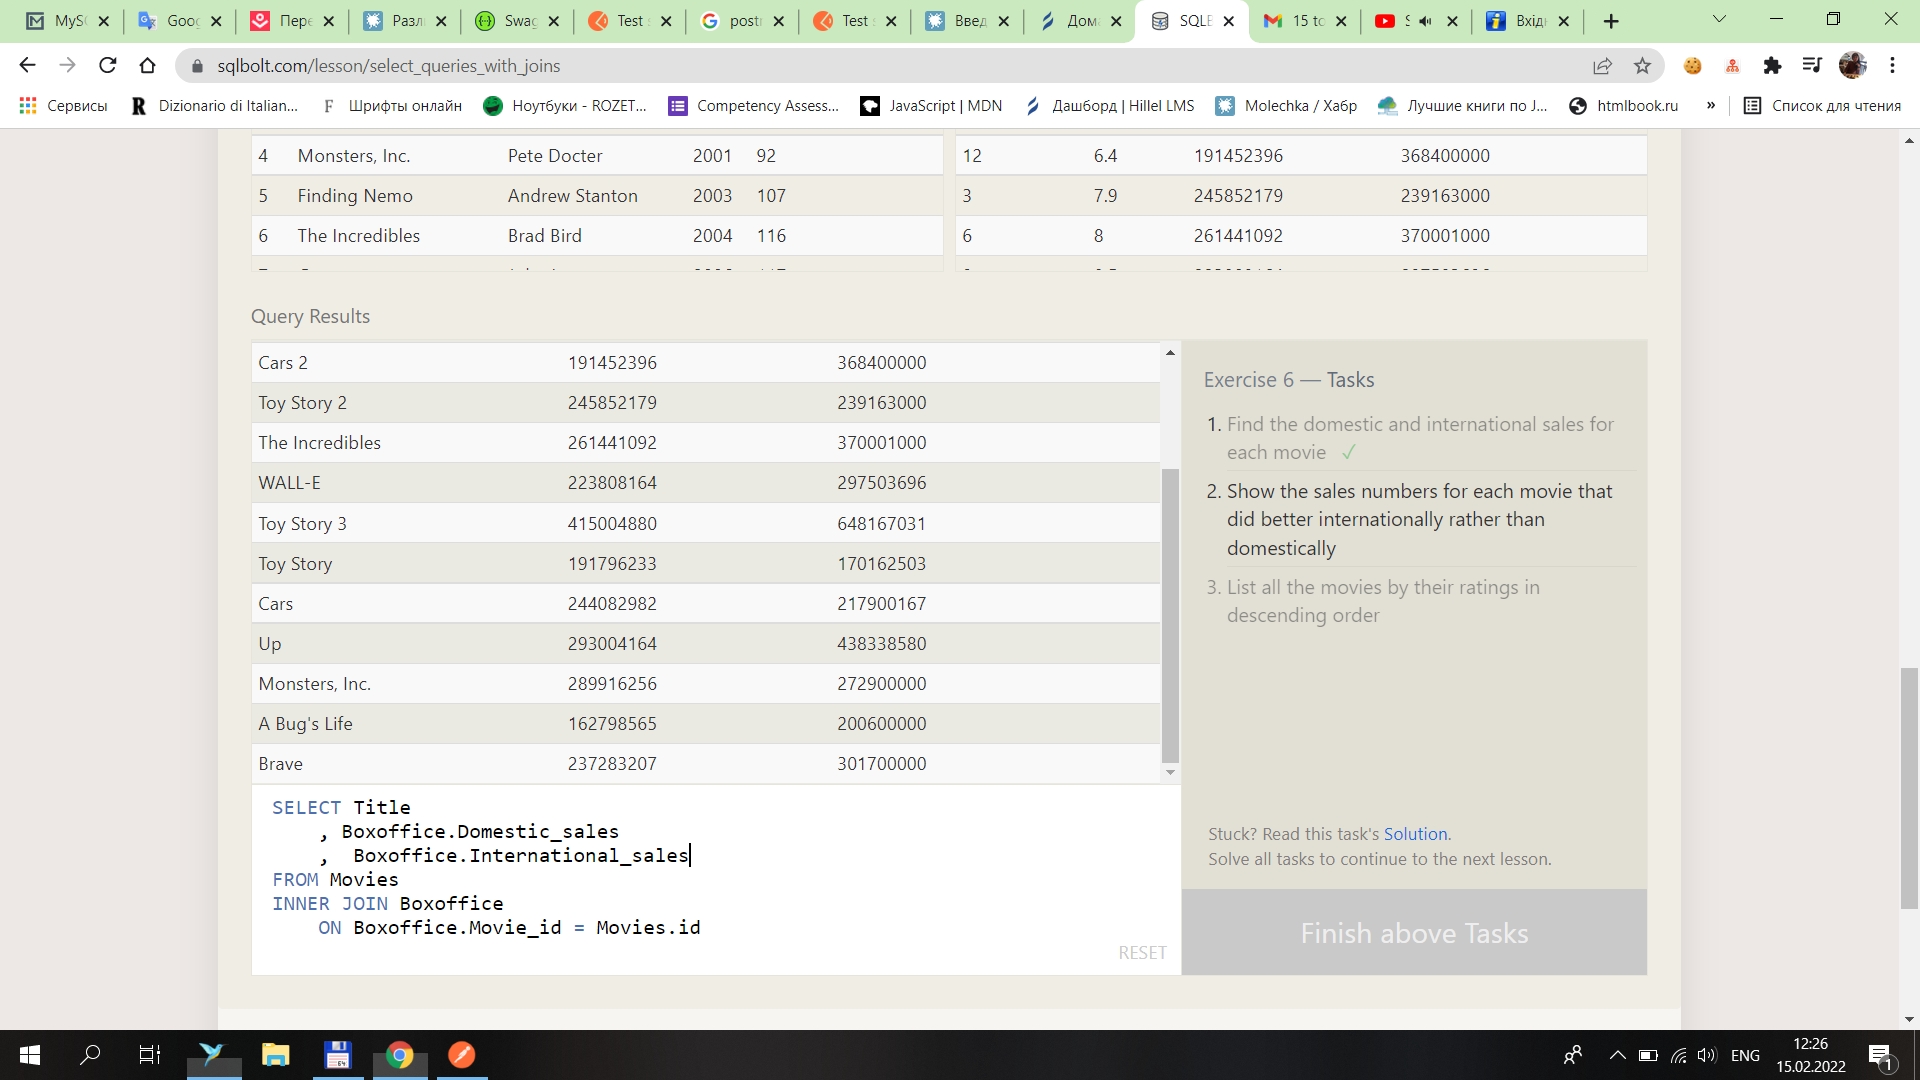 MyS
Goo
Пере
Разл
Swag
Test
post
Test
Введ
Дом
SQLB
15 to
S
Вхід
sqlbolt.com/lesson/select_queries_with_joins
Сервисы
R Dizionario di Italian...
F Шрифты онлайн
Ноутбуки - ROZET...
Competency Assess...
JavaScript | MDN
Дашборд | Hillel LMS
Molechka / Хабр
Лучшие книги по J...
htmlbook.ru
»
Список для чтения
4 Monsters, Inc. Pete Docter 2001 92
12 6.4 191452396 368400000
5 Finding Nemo Andrew Stanton 2003 107
3 7.9 245852179 239163000
6 The Incredibles Brad Bird 2004 116
6 8 261441092 370001000
Query Results
Cars 2 191452396 368400000
Toy Story 2 245852179 239163000
The Incredibles 261441092 370001000
WALL-E 223808164 297503696
Toy Story 3 415004880 648167031
Toy Story 191796233 170162503
Cars 244082982 217900167
Up 293004164 438338580
Monsters, Inc. 289916256 272900000
A Bug's Life 162798565 200600000
Brave 237283207 301700000
SELECT Title
, Boxoffice.Domestic_sales
, Boxoffice.International_sales
FROM Movies
INNER JOIN Boxoffice
ON Boxoffice.Movie_id = Movies.id
RESET
Exercise 6 — Tasks
1. Find the domestic and international sales for
each movie ✓
2. Show the sales numbers for each movie that
did better internationally rather than
domestically
3. List all the movies by their ratings in
descending order
Stuck? Read this task's Solution.
Solve all tasks to continue to the next lesson.
Finish above Tasks
ENG
12:26
15.02.2022
1